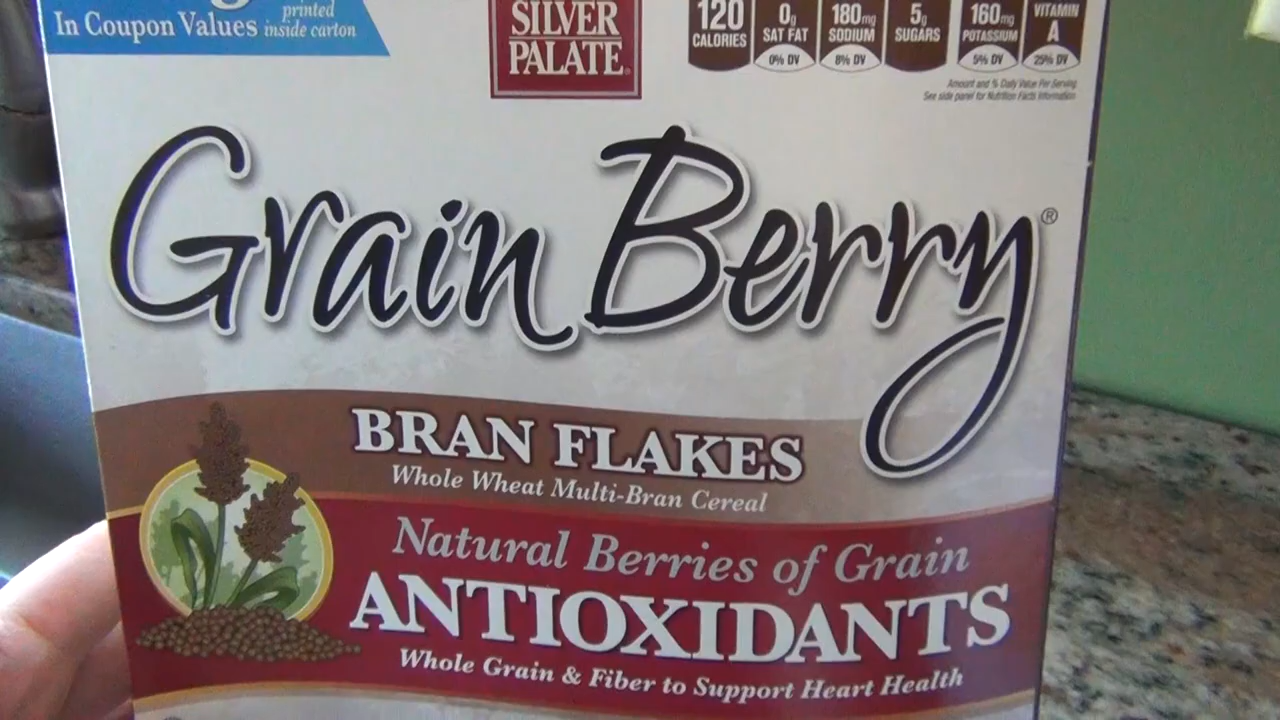 printed
In Coupon Values inside carton
SILVER
PALATE®
120
CALORIES
0g
SAT FAT
0% DV
180mg
SODIUM
8% DV
5g
SUGARS
160mg
POTASSIUM
5% DV
VITAMIN
A
25% DV
Amount and % Daily Value Per Serving
See side panel for Nutrition Facts Information
Grain Berry®
BRAN FLAKES
Whole Wheat Multi-Bran Cereal
Natural Berries of Grain
ANTIOXIDANTS
Whole Grain & Fiber to Support Heart Health